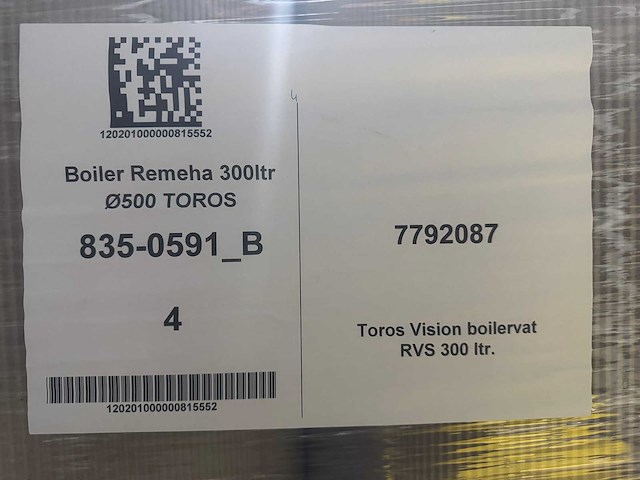 120201000000815552
Boiler Remeha 300ltr
Ø500 TOROS
835-0591_B
4
120201000000815552
7792087
Toros Vision boilervat
RVS 300 ltr.